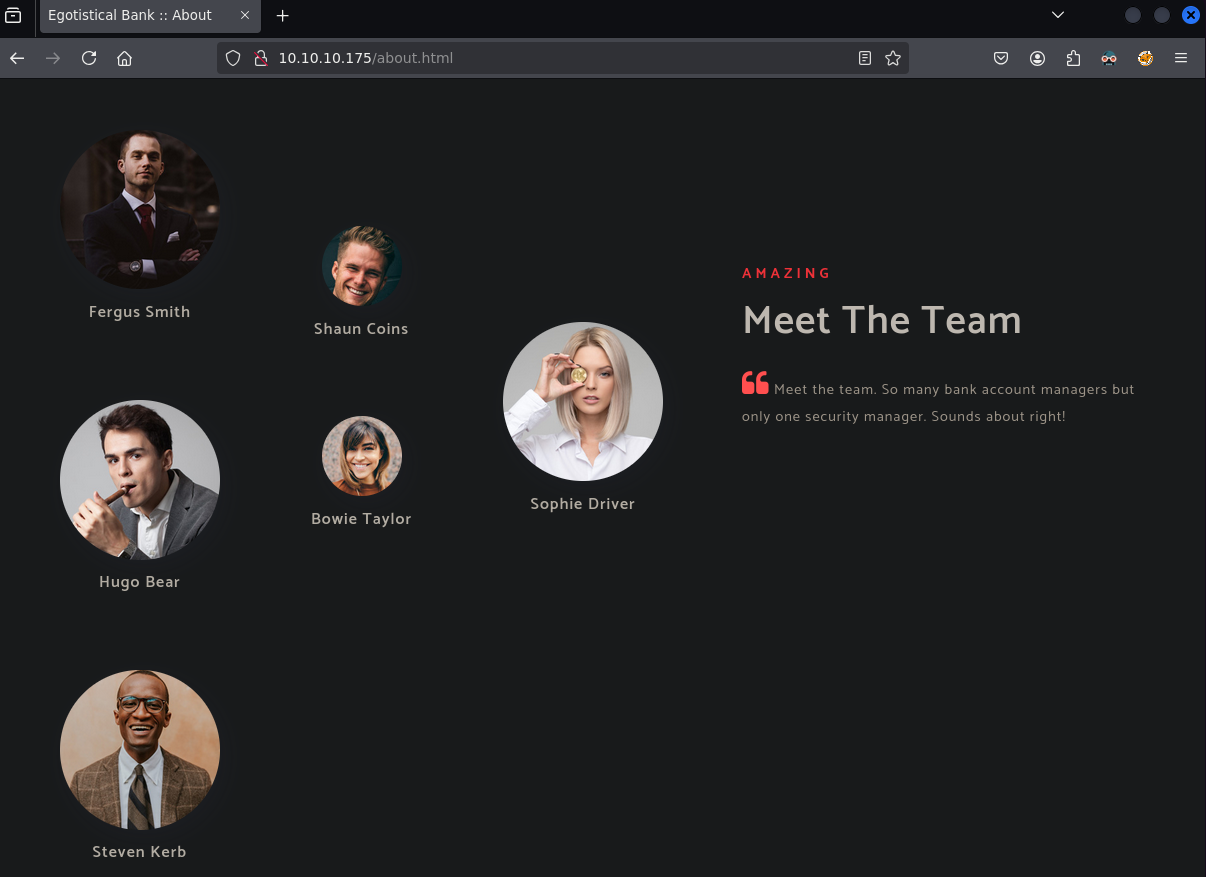 Egotistical Bank :: About
10.10.10.175/about.html
Fergus Smith
Shaun Coins
Hugo Bear
Bowie Taylor
Sophie Driver
Steven Kerb
AMAZING
Meet The Team
Meet the team. So many bank account managers but
only one security manager. Sounds about right!